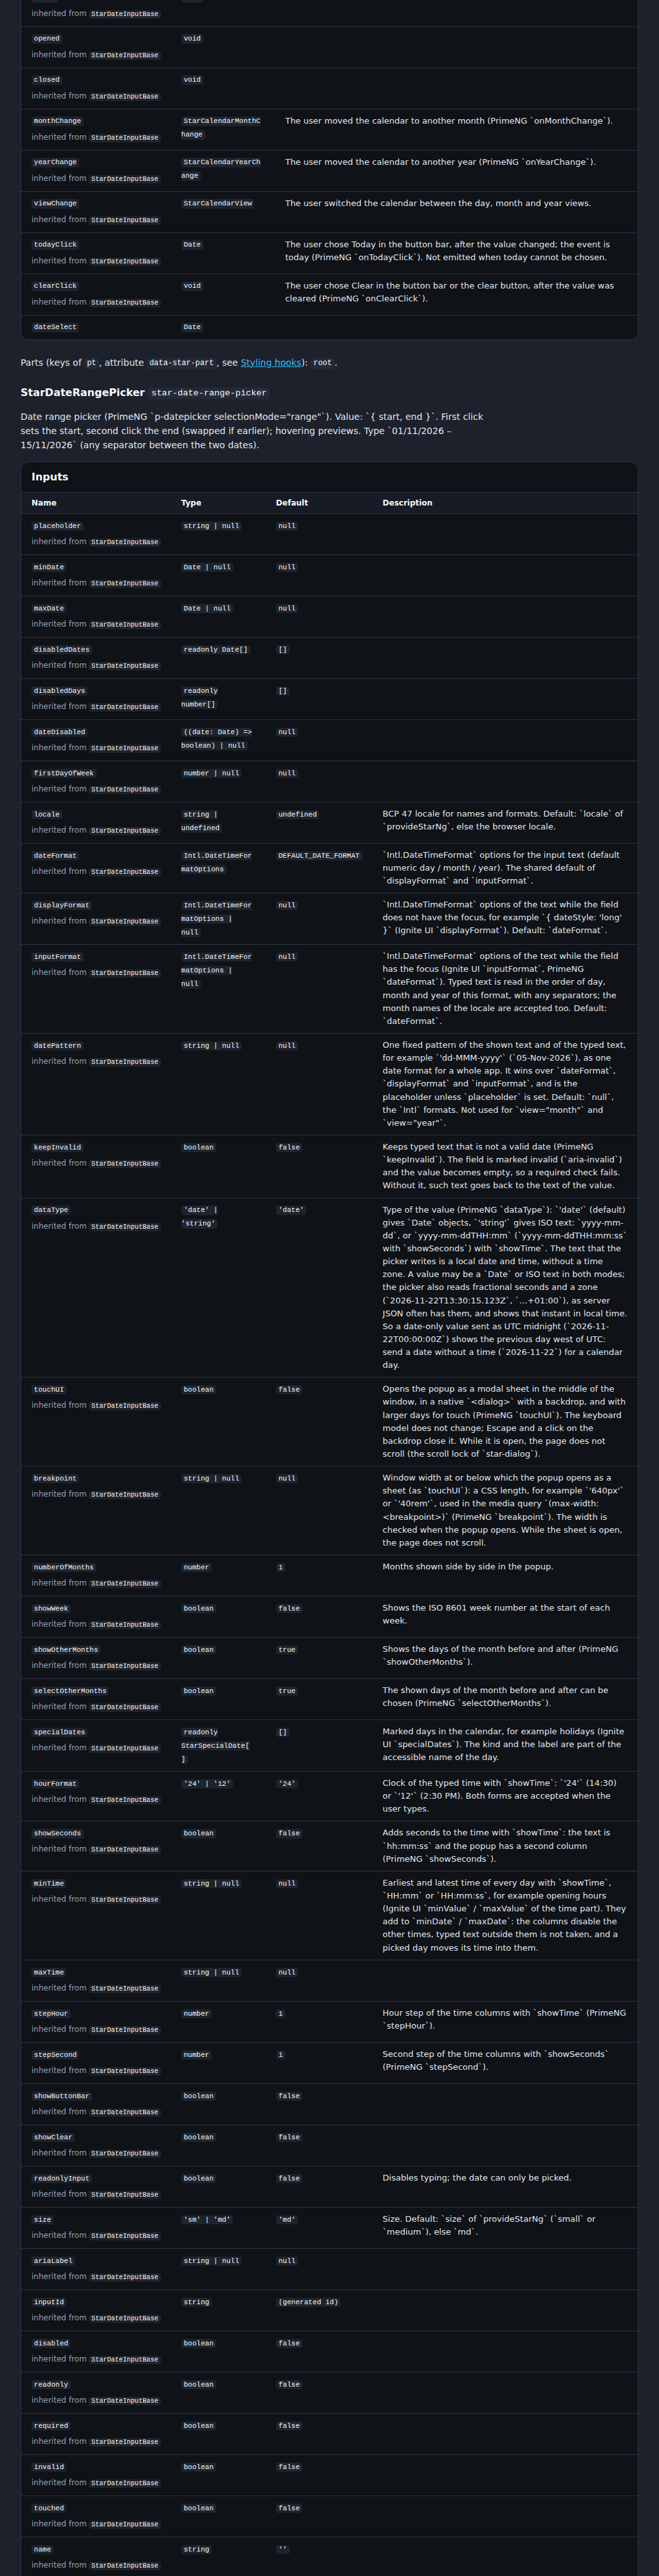 inherited from StarDateInputBase
opened void
inherited from StarDateInputBase
closed void
inherited from StarDateInputBase
monthChange StarCalendarMonthC The user moved the calendar to another month (PrimeNG `onMonthChange`).
hange
inherited from StarDateInputBase
yearChange StarCalendarYearCh The user moved the calendar to another year (PrimeNG `onYearChange`).
ange
inherited from StarDateInputBase
viewChange StarCalendarView The user switched the calendar between the day, month and year views.
inherited from StarDateInputBase
todayClick Date The user chose Today in the button bar, after the value changed; the event is
today (PrimeNG `onTodayClick`). Not emitted when today cannot be chosen.
inherited from StarDateInputBase
clearClick void The user chose Clear in the button bar or the clear button, after the value was
cleared (PrimeNG `onClearClick`).
inherited from StarDateInputBase
dateSelect Date
Parts (keys of pt, attribute data-star-part, see Styling hooks): root.
StarDateRangePicker star-date-range-picker
Date range picker (PrimeNG `p-datepicker selectionMode="range"`). Value: `{ start, end }`. First click
sets the start, second click the end (swapped if earlier); hovering previews. Type `01/11/2026 –
15/11/2026` (any separator between the two dates).
Inputs
Name Type Default Description
placeholder string | null null
inherited from StarDateInputBase
minDate Date | null null
inherited from StarDateInputBase
maxDate Date | null null
inherited from StarDateInputBase
disabledDates readonly Date[] []
inherited from StarDateInputBase
disabledDays readonly []
number[]
inherited from StarDateInputBase
dateDisabled ((date: Date) => null
boolean) | null
inherited from StarDateInputBase
firstDayOfWeek number | null null
inherited from StarDateInputBase
locale string | undefined BCP 47 locale for names and formats. Default: `locale` of
undefined `provideStarNg`, else the browser locale.
inherited from StarDateInputBase
dateFormat Intl.DateTimeFor DEFAULT_DATE_FORMAT `Intl.DateTimeFormat` options for the input text (default
matOptions numeric day / month / year). The shared default of
inherited from StarDateInputBase
`displayFormat` and `inputFormat`.
displayFormat Intl.DateTimeFor null `Intl.DateTimeFormat` options of the text while the field
matOptions | does not have the focus, for example `{ dateStyle: 'long'
inherited from StarDateInputBase
null }` (Ignite UI `displayFormat`). Default: `dateFormat`.
inputFormat Intl.DateTimeFor null `Intl.DateTimeFormat` options of the text while the field
matOptions | has the focus (Ignite UI `inputFormat`, PrimeNG
inherited from StarDateInputBase
null `dateFormat`). Typed text is read in the order of day,
month and year of this format, with any separators; the
month names of the locale are accepted too. Default:
`dateFormat`.
datePattern string | null null One fixed pattern of the shown text and of the typed text,
for example `'dd-MMM-yyyy'` (`05-Nov-2026`), as one
inherited from StarDateInputBase
date format for a whole app. It wins over `dateFormat`,
`displayFormat` and `inputFormat`, and is the
placeholder unless `placeholder` is set. Default: `null`,
the `Intl` formats. Not used for `view="month"` and
`view="year"`.
keepInvalid boolean false Keeps typed text that is not a valid date (PrimeNG
`keepInvalid`). The field is marked invalid (`aria-invalid`)
inherited from StarDateInputBase
and the value becomes empty, so a required check fails.
Without it, such text goes back to the text of the value.
dataType 'date' | 'date' Type of the value (PrimeNG `dataType`): `'date'` (default)
'string' gives `Date` objects, `'string'` gives ISO text: `yyyy-mm-
inherited from StarDateInputBase
dd`, or `yyyy-mm-ddTHH:mm` (`yyyy-mm-ddTHH:mm:ss`
with `showSeconds`) with `showTime`. The text that the
picker writes is a local date and time, without a time
zone. A value may be a `Date` or ISO text in both modes;
the picker also reads fractional seconds and a zone
(`2026-11-22T13:30:15.123Z`, `...+01:00`), as server
JSON often has them, and shows that instant in local time.
So a date-only value sent as UTC midnight (`2026-11-
22T00:00:00Z`) shows the previous day west of UTC:
send a date without a time (`2026-11-22`) for a calendar
day.
touchUI boolean false Opens the popup as a modal sheet in the middle of the
window, in a native `<dialog>` with a backdrop, and with
inherited from StarDateInputBase
larger days for touch (PrimeNG `touchUI`). The keyboard
model does not change; Escape and a click on the
backdrop close it. While it is open, the page does not
scroll (the scroll lock of `star-dialog`).
breakpoint string | null null Window width at or below which the popup opens as a
sheet (as `touchUI`): a CSS length, for example `'640px'`
inherited from StarDateInputBase
or `'40rem'`, used in the media query `(max-width:
<breakpoint>)` (PrimeNG `breakpoint`). The width is
checked when the popup opens. While the sheet is open,
the page does not scroll.
numberOfMonths number 1 Months shown side by side in the popup.
inherited from StarDateInputBase
showWeek boolean false Shows the ISO 8601 week number at the start of each
week.
inherited from StarDateInputBase
showOtherMonths boolean true Shows the days of the month before and after (PrimeNG
`showOtherMonths`).
inherited from StarDateInputBase
selectOtherMonths boolean true The shown days of the month before and after can be
chosen (PrimeNG `selectOtherMonths`).
inherited from StarDateInputBase
specialDates readonly [] Marked days in the calendar, for example holidays (Ignite
StarSpecialDate[ UI `specialDates`). The kind and the label are part of the
inherited from StarDateInputBase
] accessible name of the day.
hourFormat '24' | '12' '24' Clock of the typed time with `showTime`: `'24'` (14:30)
or `'12'` (2:30 PM). Both forms are accepted when the
inherited from StarDateInputBase
user types.
showSeconds boolean false Adds seconds to the time with `showTime`: the text is
`hh:mm:ss` and the popup has a second column
inherited from StarDateInputBase
(PrimeNG `showSeconds`).
minTime string | null null Earliest and latest time of every day with `showTime`,
`HH:mm` or `HH:mm:ss`, for example opening hours
inherited from StarDateInputBase
(Ignite UI `minValue` / `maxValue` of the time part). They
add to `minDate` / `maxDate`: the columns disable the
other times, typed text outside them is not taken, and a
picked day moves its time into them.
maxTime string | null null
inherited from StarDateInputBase
stepHour number 1 Hour step of the time columns with `showTime` (PrimeNG
`stepHour`).
inherited from StarDateInputBase
stepSecond number 1 Second step of the time columns with `showSeconds`
(PrimeNG `stepSecond`).
inherited from StarDateInputBase
showButtonBar boolean false
inherited from StarDateInputBase
showClear boolean false
inherited from StarDateInputBase
readonlyInput boolean false Disables typing; the date can only be picked.
inherited from StarDateInputBase
size 'sm' | 'md' 'md' Size. Default: `size` of `provideStarNg` (`small` or
`medium`), else `md`.
inherited from StarDateInputBase
ariaLabel string | null null
inherited from StarDateInputBase
inputId string (generated id)
inherited from StarDateInputBase
disabled boolean false
inherited from StarDateInputBase
readonly boolean false
inherited from StarDateInputBase
required boolean false
inherited from StarDateInputBase
invalid boolean false
inherited from StarDateInputBase
touched boolean false
inherited from StarDateInputBase
name string ''
inherited from StarDateInputBase